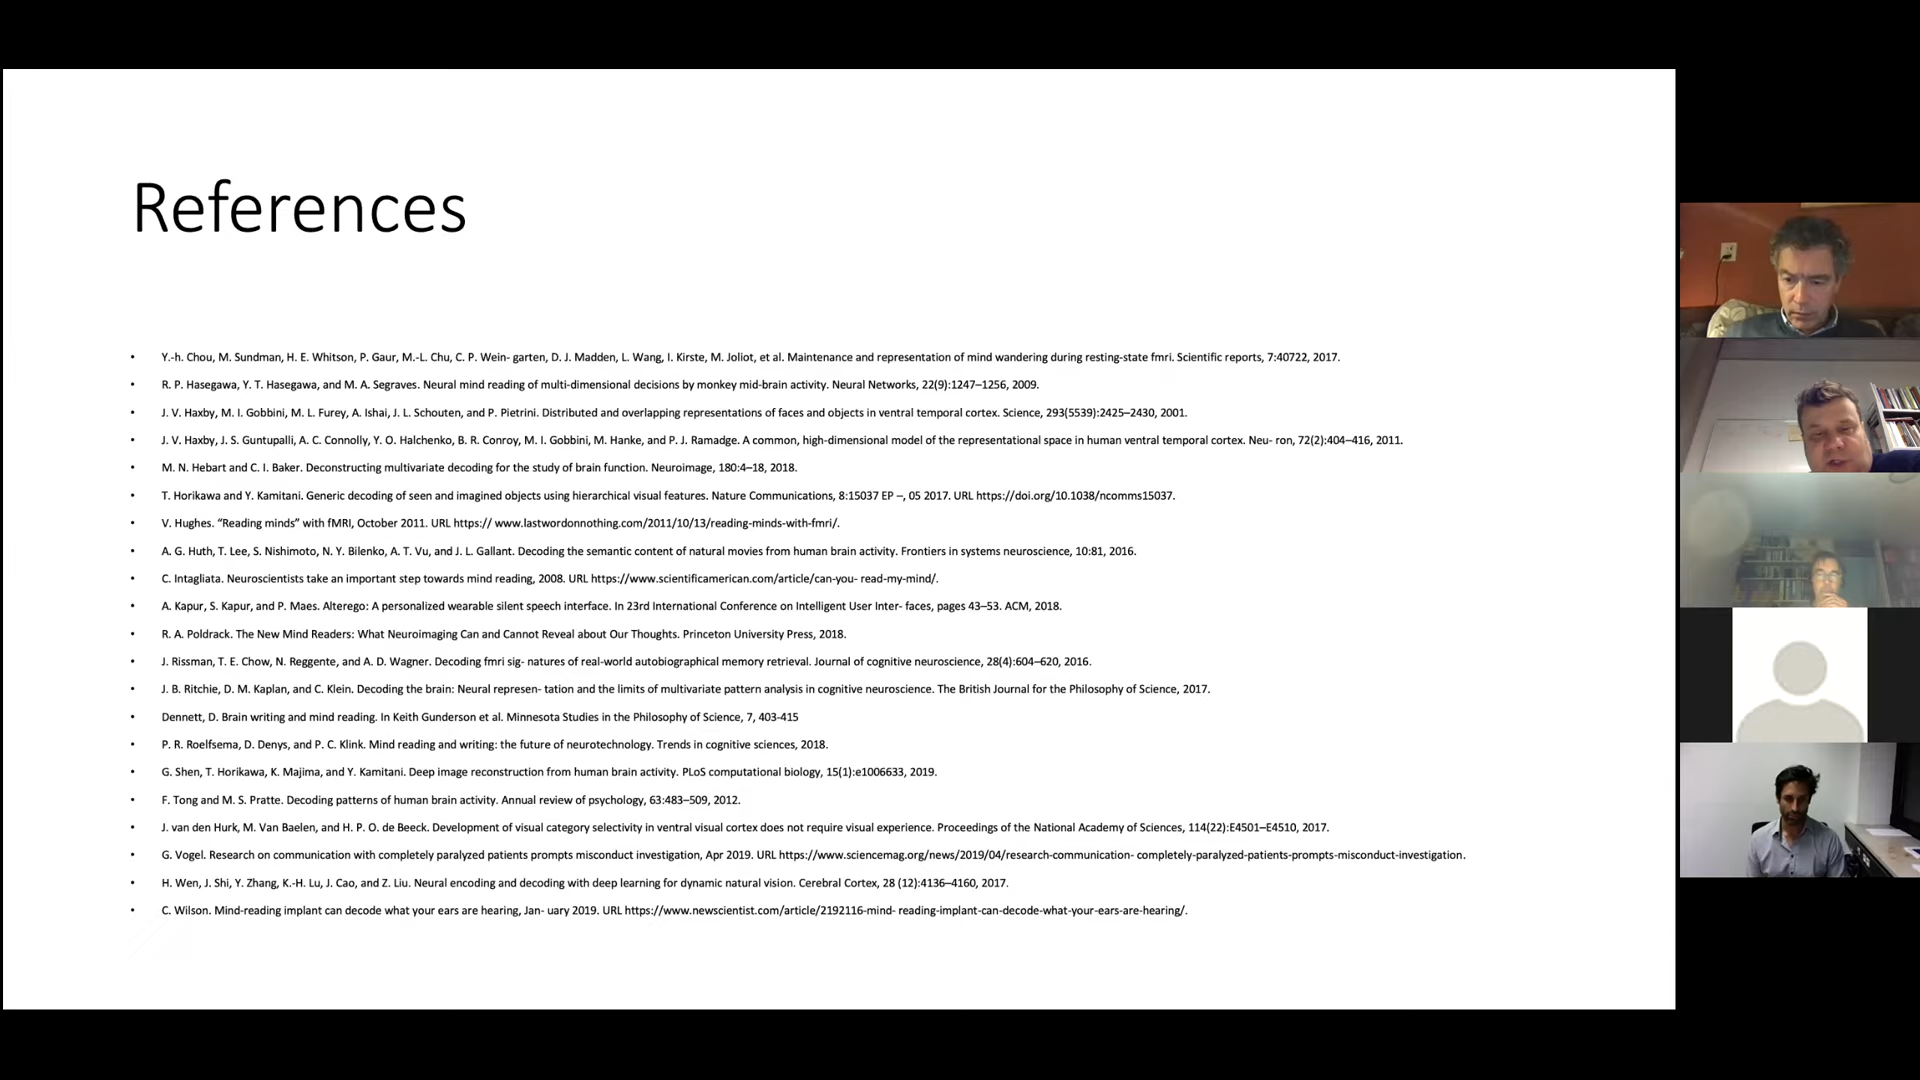 References
• Y.-h. Chou, M. Sundman, H. E. Whitson, P. Gaur, M.-L. Chu, C. P. Wein- garten, D. J. Madden, L. Wang, I. Kirste, M. Joliot, et al. Maintenance and representation of mind wandering during resting-state fmri. Scientific reports, 7:40722, 2017.
• R. P. Hasegawa, Y. T. Hasegawa, and M. A. Segraves. Neural mind reading of multi-dimensional decisions by monkey mid-brain activity. Neural Networks, 22(9):1247–1256, 2009.
• J. V. Haxby, M. I. Gobbini, M. L. Furey, A. Ishai, J. L. Schouten, and P. Pietrini. Distributed and overlapping representations of faces and objects in ventral temporal cortex. Science, 293(5539):2425–2430, 2001.
• J. V. Haxby, J. S. Guntupalli, A. C. Connolly, Y. O. Halchenko, B. R. Conroy, M. I. Gobbini, M. Hanke, and P. J. Ramadge. A common, high-dimensional model of the representational space in human ventral temporal cortex. Neu- ron, 72(2):404–416, 2011.
• M. N. Hebart and C. I. Baker. Deconstructing multivariate decoding for the study of brain function. Neuroimage, 180:4–18, 2018.
• T. Horikawa and Y. Kamitani. Generic decoding of seen and imagined objects using hierarchical visual features. Nature Communications, 8:15037 EP –, 05 2017. URL https://doi.org/10.1038/ncomms15037.
• V. Hughes. “Reading minds” with fMRI, October 2011. URL https:// www.lastwordonnothing.com/2011/10/13/reading-minds-with-fmri/.
• A. G. Huth, T. Lee, S. Nishimoto, N. Y. Bilenko, A. T. Vu, and J. L. Gallant. Decoding the semantic content of natural movies from human brain activity. Frontiers in systems neuroscience, 10:81, 2016.
• C. Intagliata. Neuroscientists take an important step towards mind reading, 2008. URL https://www.scientificamerican.com/article/can-you- read-my-mind/.
• A. Kapur, S. Kapur, and P. Maes. Alterego: A personalized wearable silent speech interface. In 23rd International Conference on Intelligent User Inter- faces, pages 43–53. ACM, 2018.
• R. A. Poldrack. The New Mind Readers: What Neuroimaging Can and Cannot Reveal about Our Thoughts. Princeton University Press, 2018.
• J. Rissman, T. E. Chow, N. Reggente, and A. D. Wagner. Decoding fmri sig- natures of real-world autobiographical memory retrieval. Journal of cognitive neuroscience, 28(4):604–620, 2016.
• J. B. Ritchie, D. M. Kaplan, and C. Klein. Decoding the brain: Neural represen- tation and the limits of multivariate pattern analysis in cognitive neuroscience. The British Journal for the Philosophy of Science, 2017.
• Dennett, D. Brain writing and mind reading. In Keith Gunderson et al. Minnesota Studies in the Philosophy of Science, 7, 403-415
• P. R. Roelfsema, D. Denys, and P. C. Klink. Mind reading and writing: the future of neurotechnology. Trends in cognitive sciences, 2018.
• G. Shen, T. Horikawa, K. Majima, and Y. Kamitani. Deep image reconstruction from human brain activity. PLoS computational biology, 15(1):e1006633, 2019.
• F. Tong and M. S. Pratte. Decoding patterns of human brain activity. Annual review of psychology, 63:483–509, 2012.
• J. van den Hurk, M. Van Baelen, and H. P. O. de Beeck. Development of visual category selectivity in ventral visual cortex does not require visual experience. Proceedings of the National Academy of Sciences, 114(22):E4501–E4510, 2017.
• G. Vogel. Research on communication with completely paralyzed patients prompts misconduct investigation, Apr 2019. URL https://www.sciencemag.org/news/2019/04/research-communication- completely-paralyzed-patients-prompts-misconduct-investigation.
• H. Wen, J. Shi, Y. Zhang, K.-H. Lu, J. Cao, and Z. Liu. Neural encoding and decoding with deep learning for dynamic natural vision. Cerebral Cortex, 28 (12):4136–4160, 2017.
• C. Wilson. Mind-reading implant can decode what your ears are hearing, Jan- uary 2019. URL https://www.newscientist.com/article/2192116-mind- reading-implant-can-decode-what-your-ears-are-hearing/.